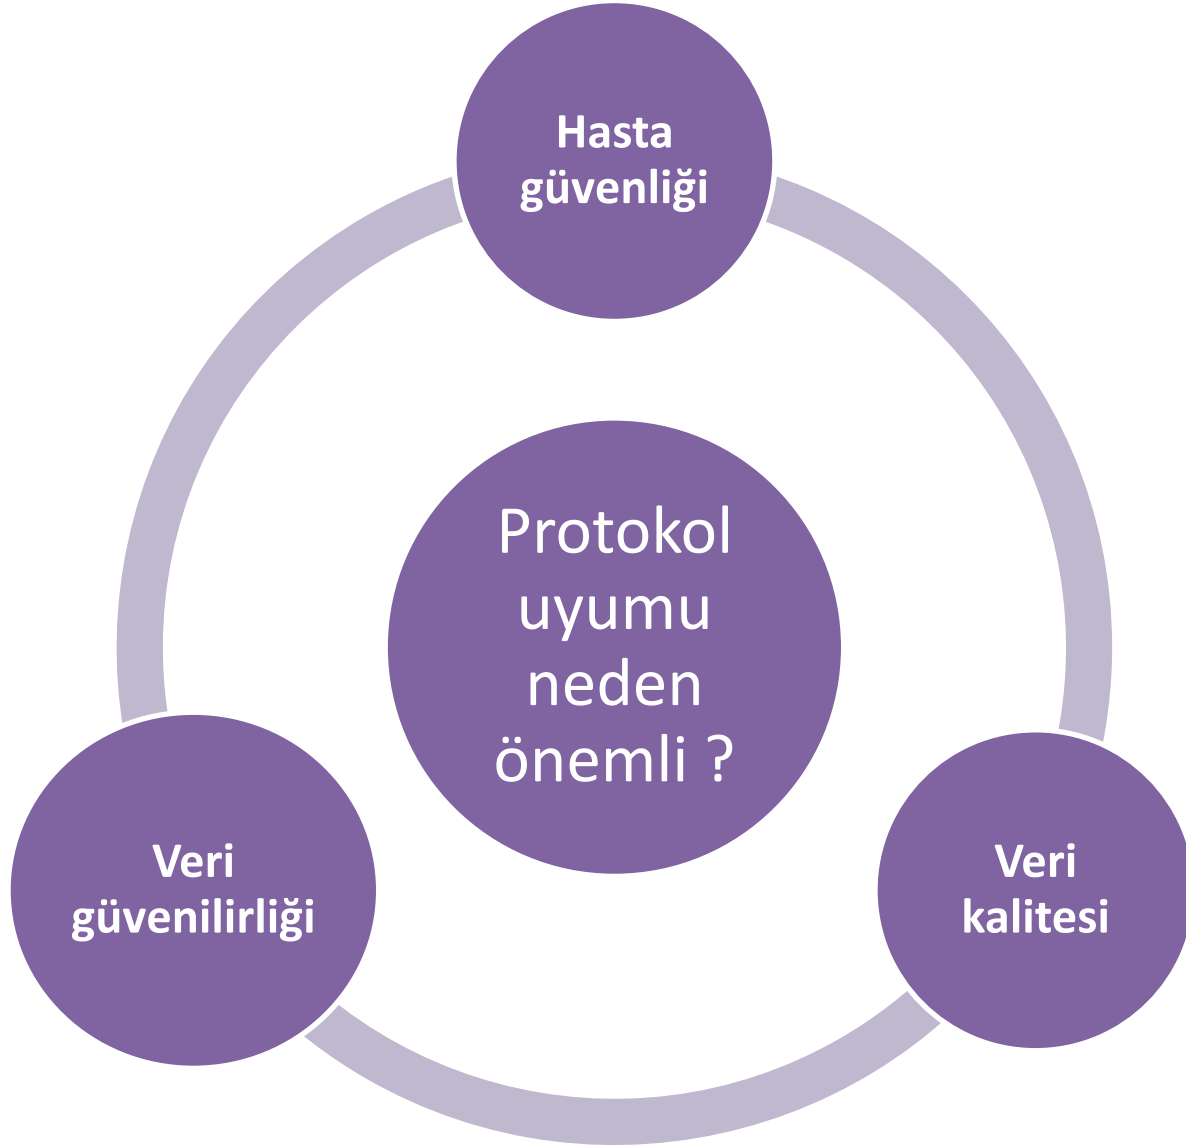 Hasta
güvenliği
Protokol
uyumu
neden
önemli ?
Veri
güvenilirliği
Veri
kalitesi